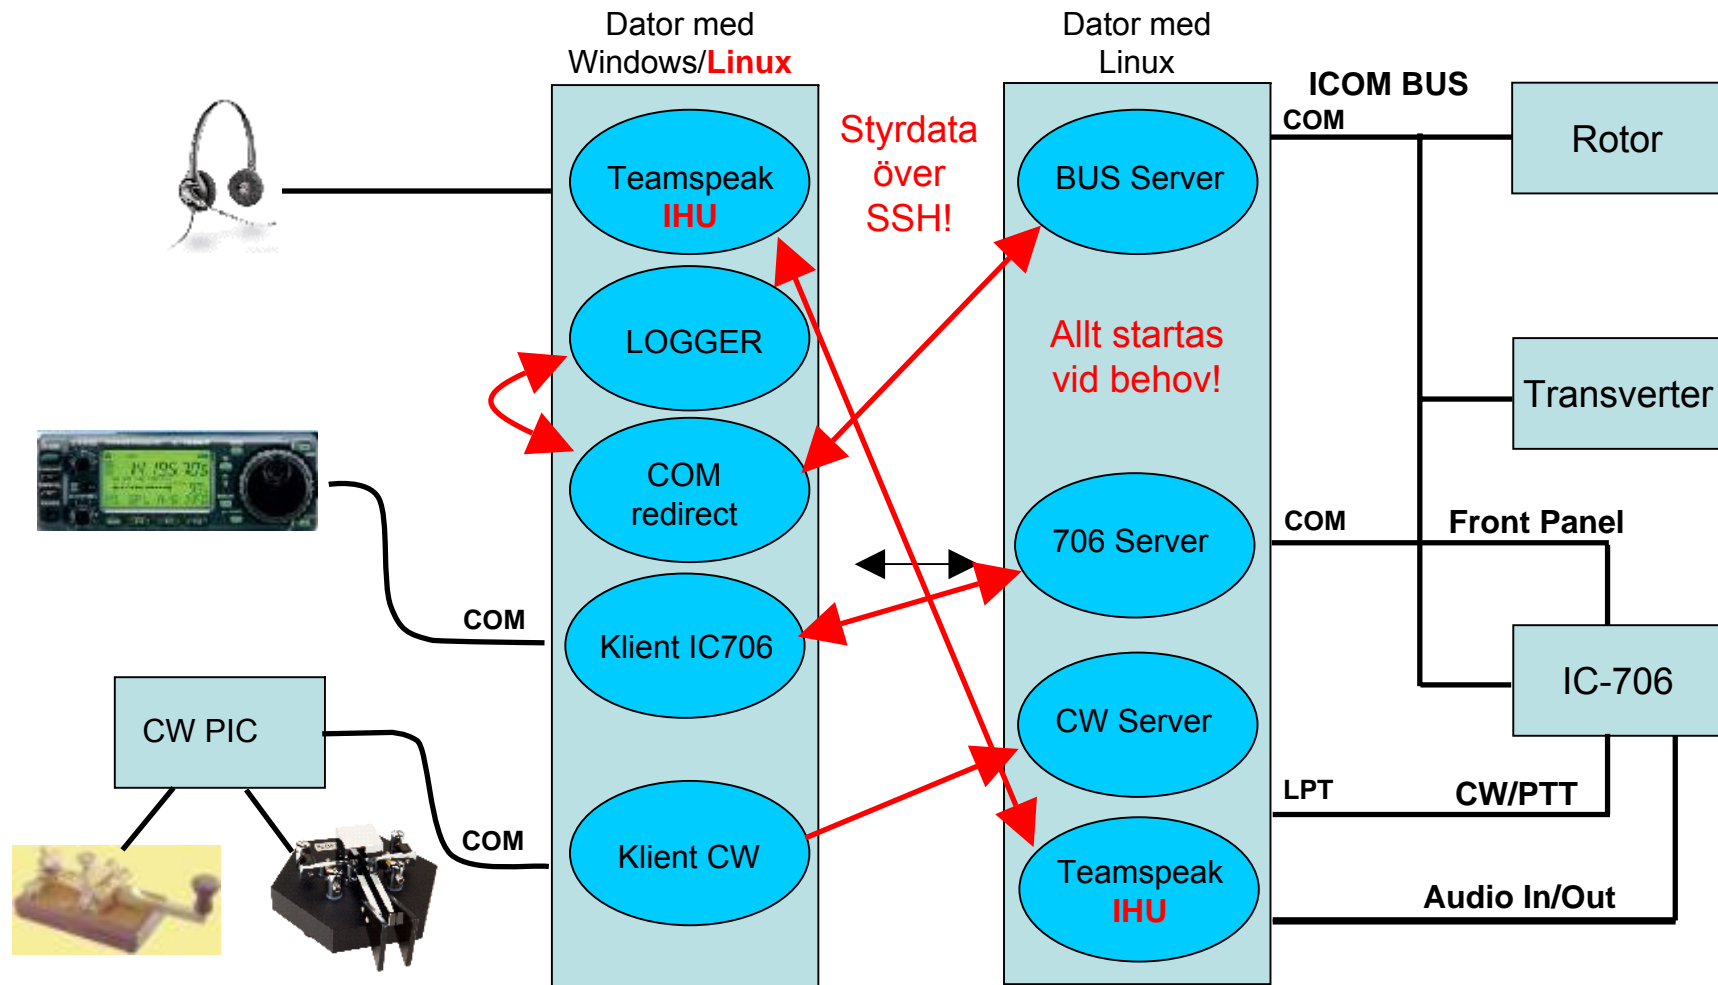 Dator med
Windows/Linux
Dator med
Linux
Teamspeak
IHU
LOGGER
COM
redirect
Klient IC706
Klient CW
Styrdata
över
SSH!
BUS Server
Allt startas
vid behov!
706 Server
CW Server
Teamspeak
IHU
ICOM BUS
COM
Rotor
Transverter
COM
Front Panel
IC-706
LPT
CW/PTT
Audio In/Out
COM
CW PIC
COM